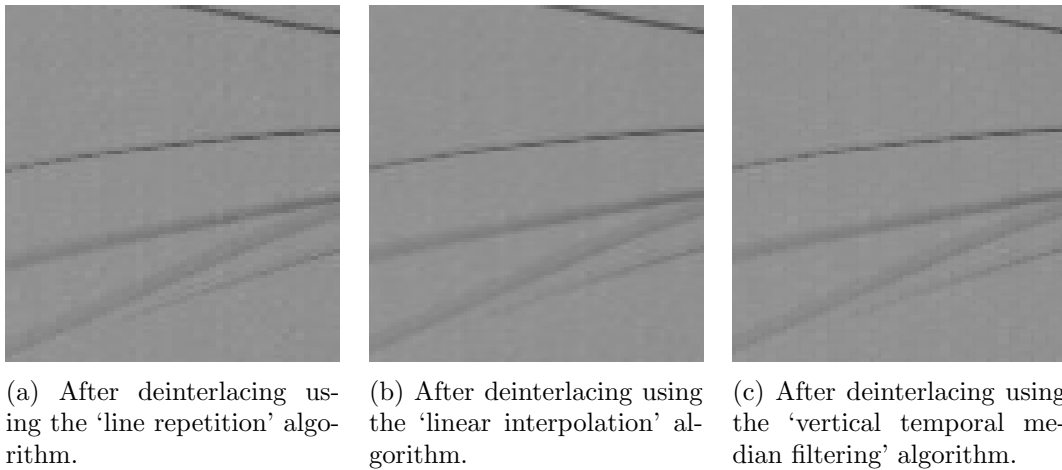 (a) After deinterlacing us-
ing the ‘line repetition’ algo-
rithm.
(b) After deinterlacing using
the ‘linear interpolation’ al-
gorithm.
(c) After deinterlacing using
the ‘vertical temporal me-
dian filtering’ algorithm.